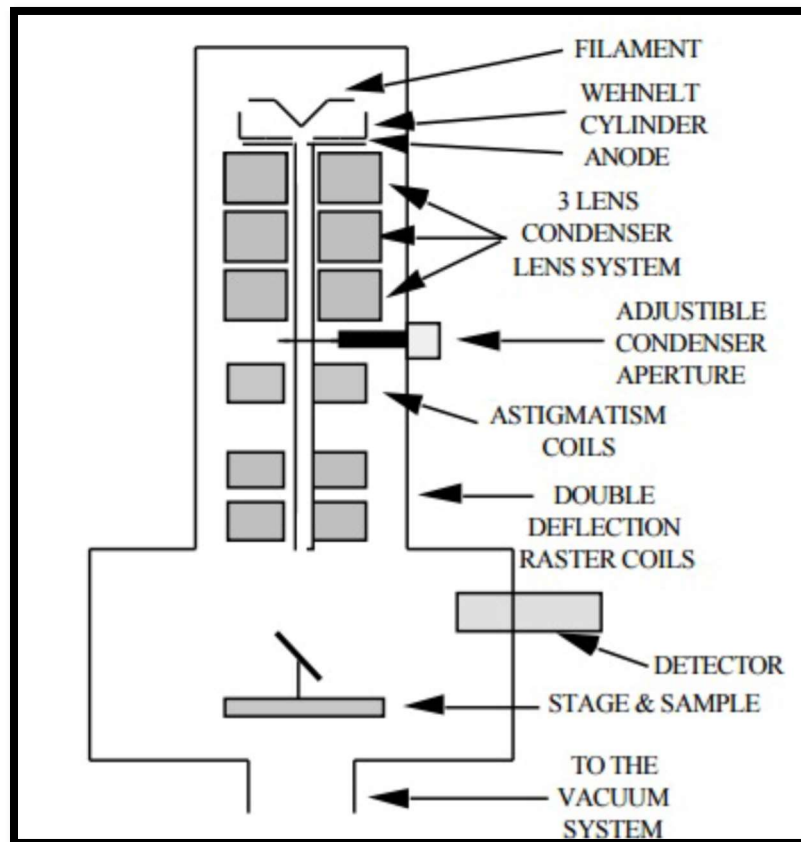 FILAMENT
WEHNELT
CYLINDER
ANODE
3 LENS
CONDENSER
LENS SYSTEM
ADJUSTIBLE
CONDENSER
APERTURE
ASTIGMATISM
COILS
DOUBLE
DEFLECTION
RASTER COILS
DETECTOR
STAGE & SAMPLE
TO THE
VACUUM
SYSTEM